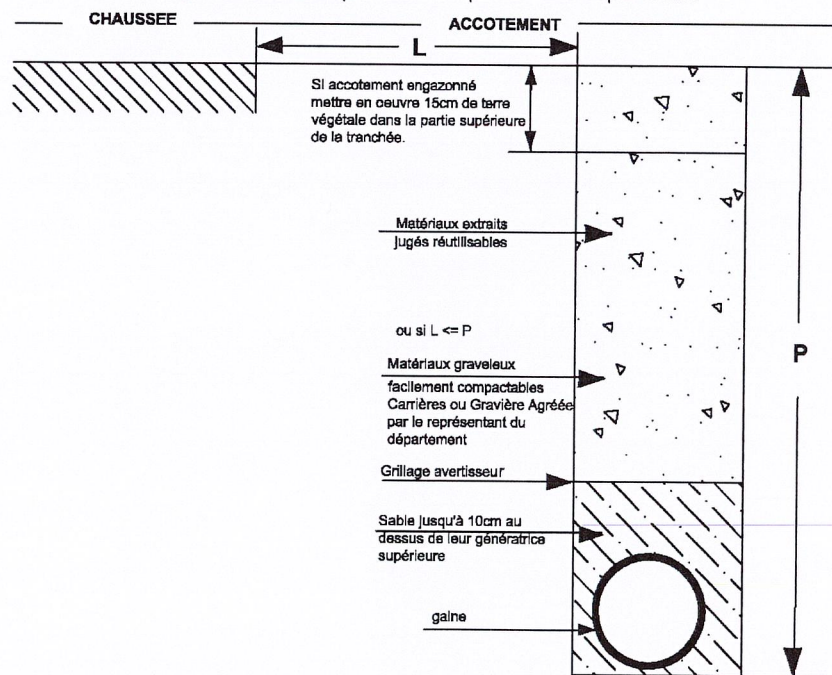 CHAUSSEE
ACCOTEMENT
L
Si accotement engazonné
mettre en oeuvre 15cm de terre
végétale dans la partie supérieure
de la tranchée.
Matériaux extraits
jugés réutilisables
ou si L <= P
P
Matériaux graveleux
facilement compactables
Carrières ou Gravière Agréée
par le représentant du
département
Grillage avertisseur
Sable jusqu'à 10cm au
dessus de leur génératrice
supérieure
gaine